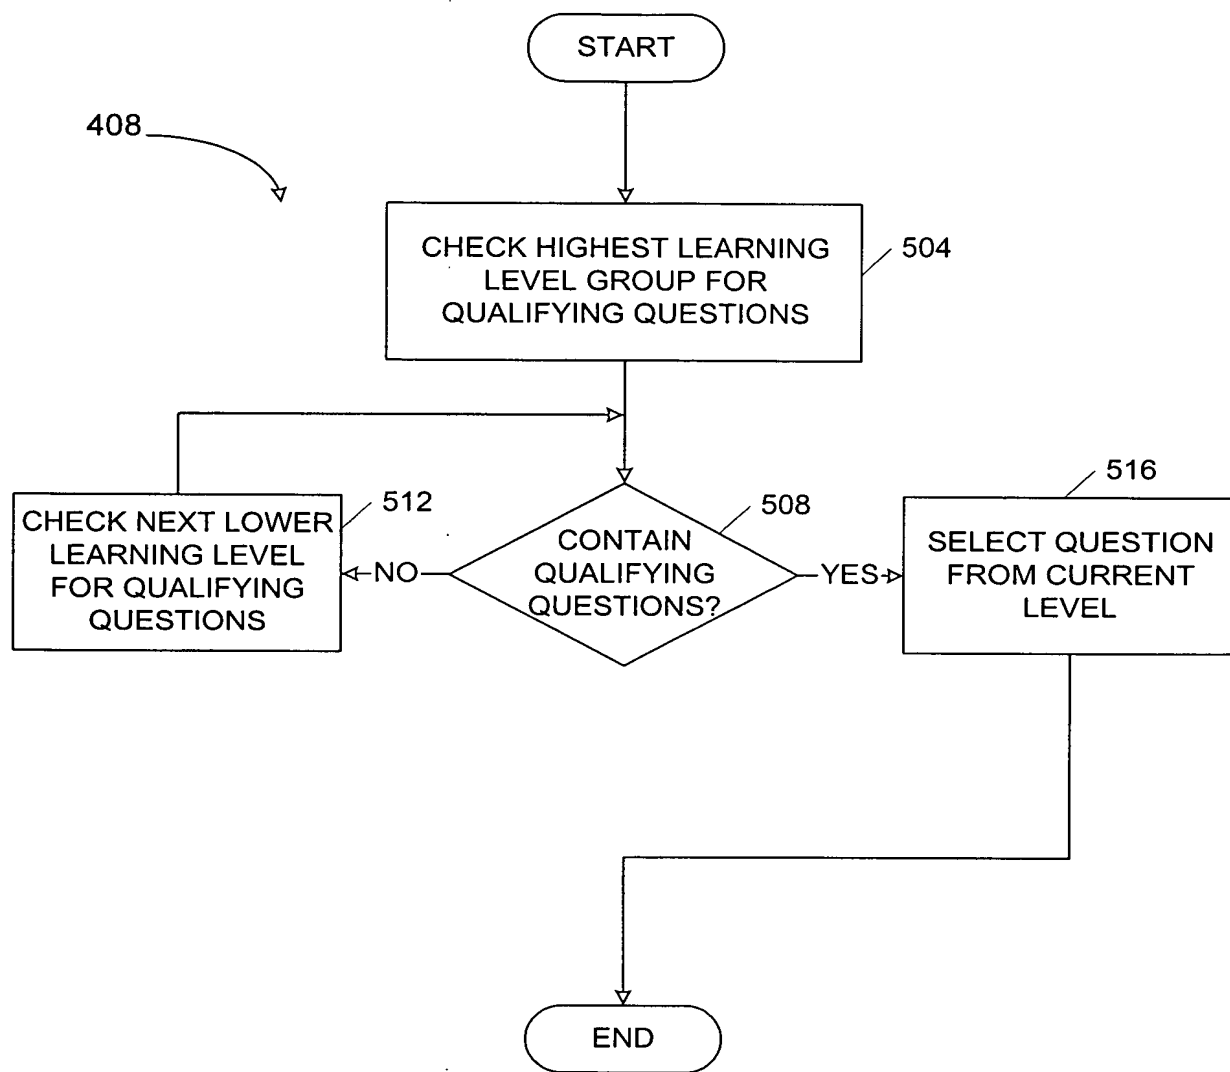 START
408
CHECK HIGHEST LEARNING
LEVEL GROUP FOR
QUALIFYING QUESTIONS
504
CHECK NEXT LOWER
LEARNING LEVEL
FOR QUALIFYING
QUESTIONS
512
NO
CONTAIN
QUALIFYING
QUESTIONS?
508
YES
SELECT QUESTION
FROM CURRENT
LEVEL
516
END